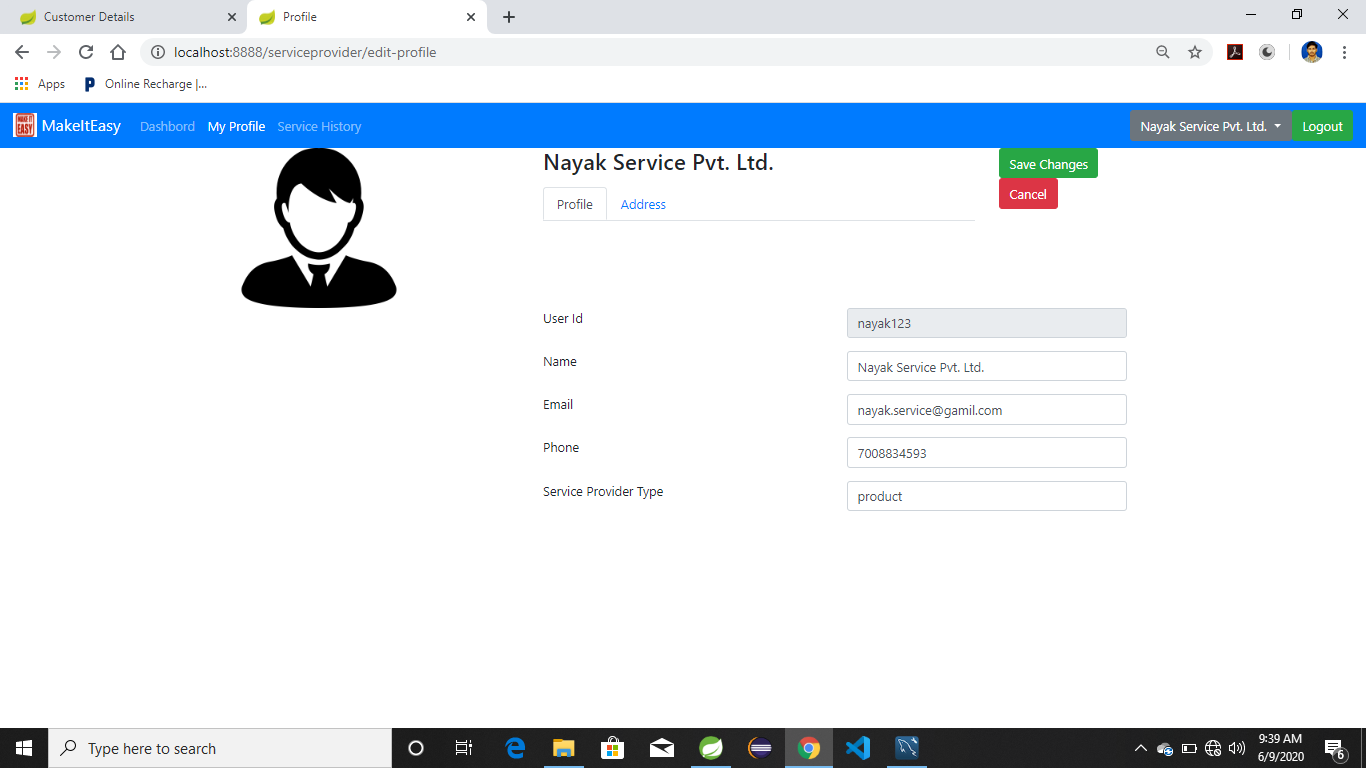 Customer Details
Profile
localhost:8888/serviceprovider/edit-profile
Apps
Online Recharge |...
MAKE IT EASY
MakeItEasy
Dashbord
My Profile
Service History
Nayak Service Pvt. Ltd.
Logout
Nayak Service Pvt. Ltd.
Save Changes
Profile
Address
Cancel
User Id
nayak123
Name
Nayak Service Pvt. Ltd.
Email
nayak.service@gamil.com
Phone
7008834593
Service Provider Type
product
Type here to search
9:39 AM
6/9/2020
6